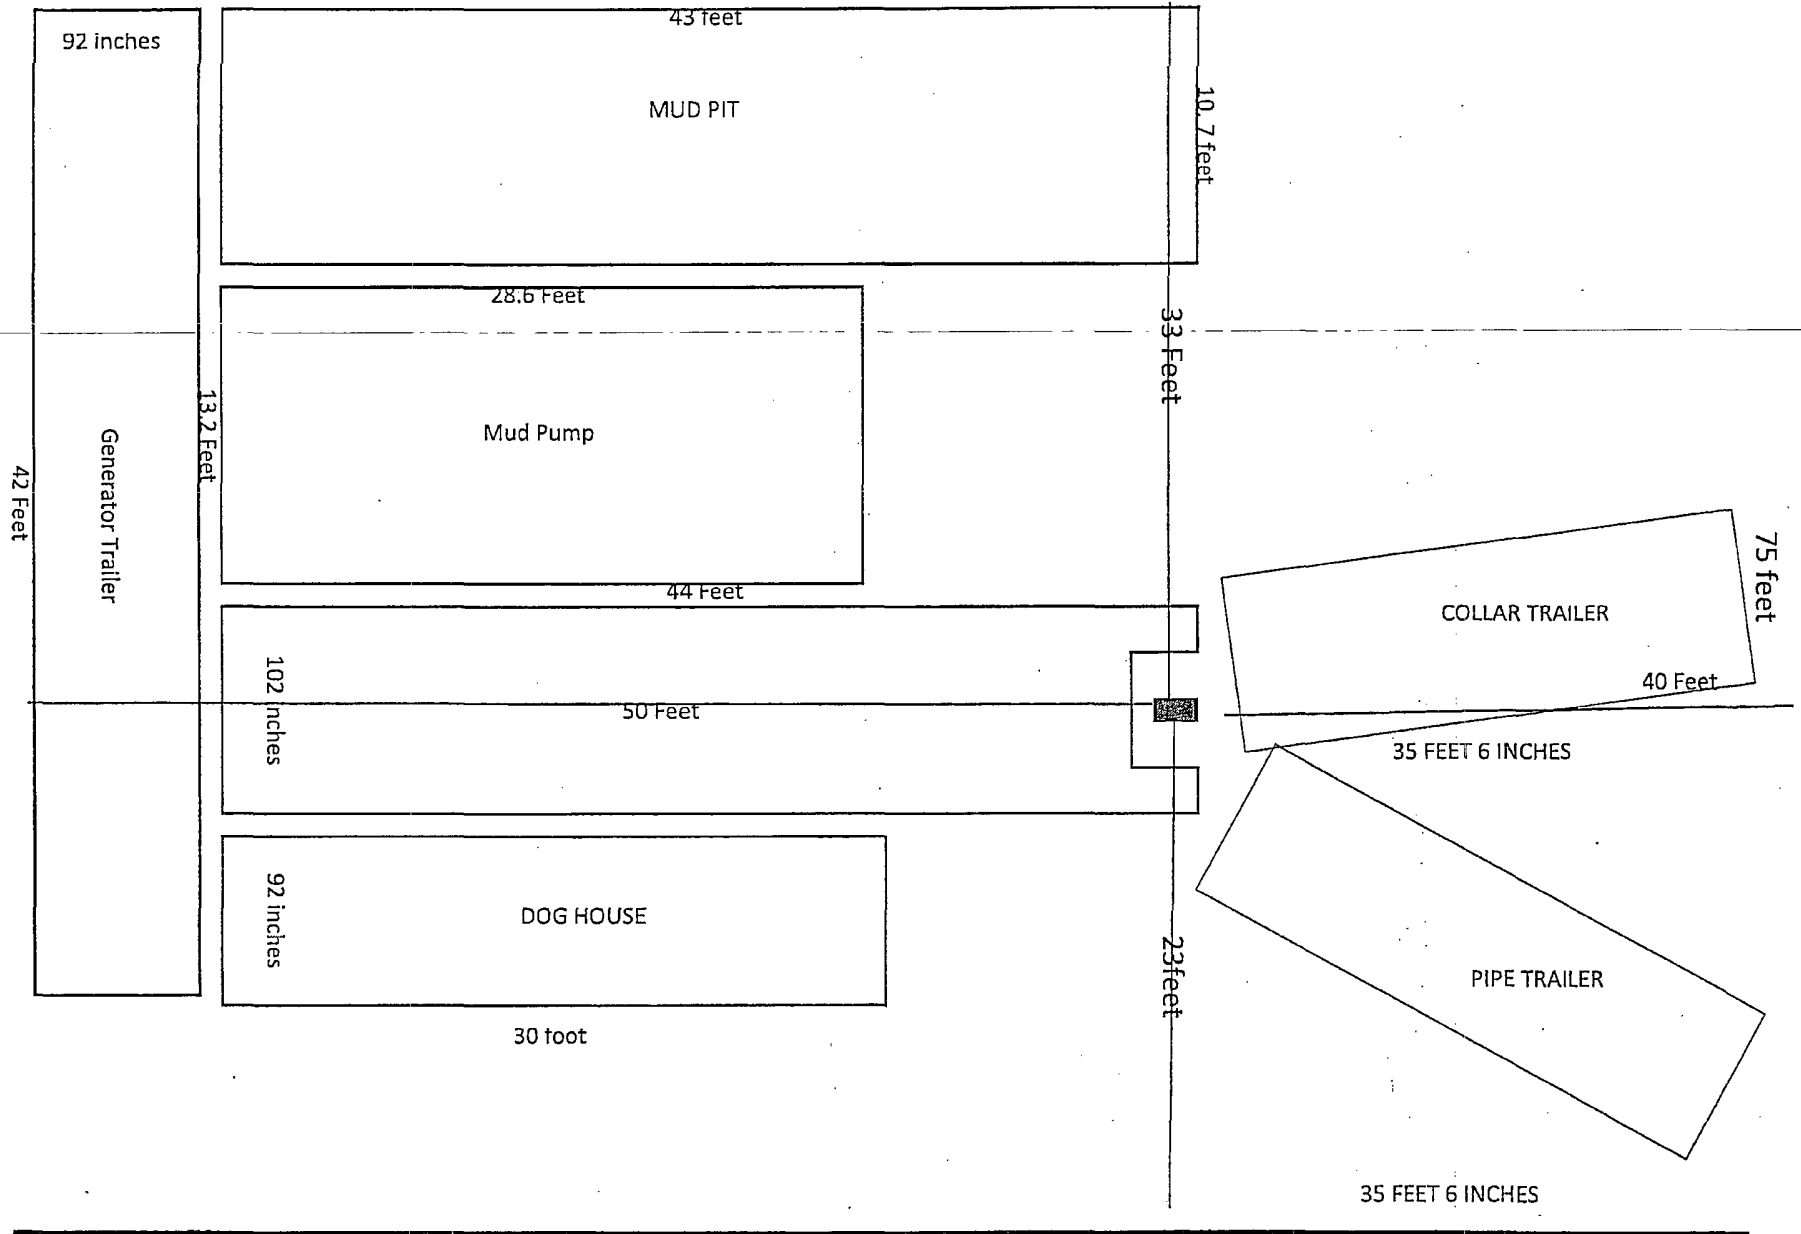 43 feet
92 inches
MUD PIT
10. 7 feet
28.6 Feet
33 Feet
13.2 Feet
Mud Pump
Generator Trailer
42 Feet
75 feet
44 Feet
COLLAR TRAILER
102 inches
40 Feet
50 Feet
35 FEET 6 INCHES
92 inches
DOG HOUSE
23feet
PIPE TRAILER
30 foot
35 FEET 6 INCHES